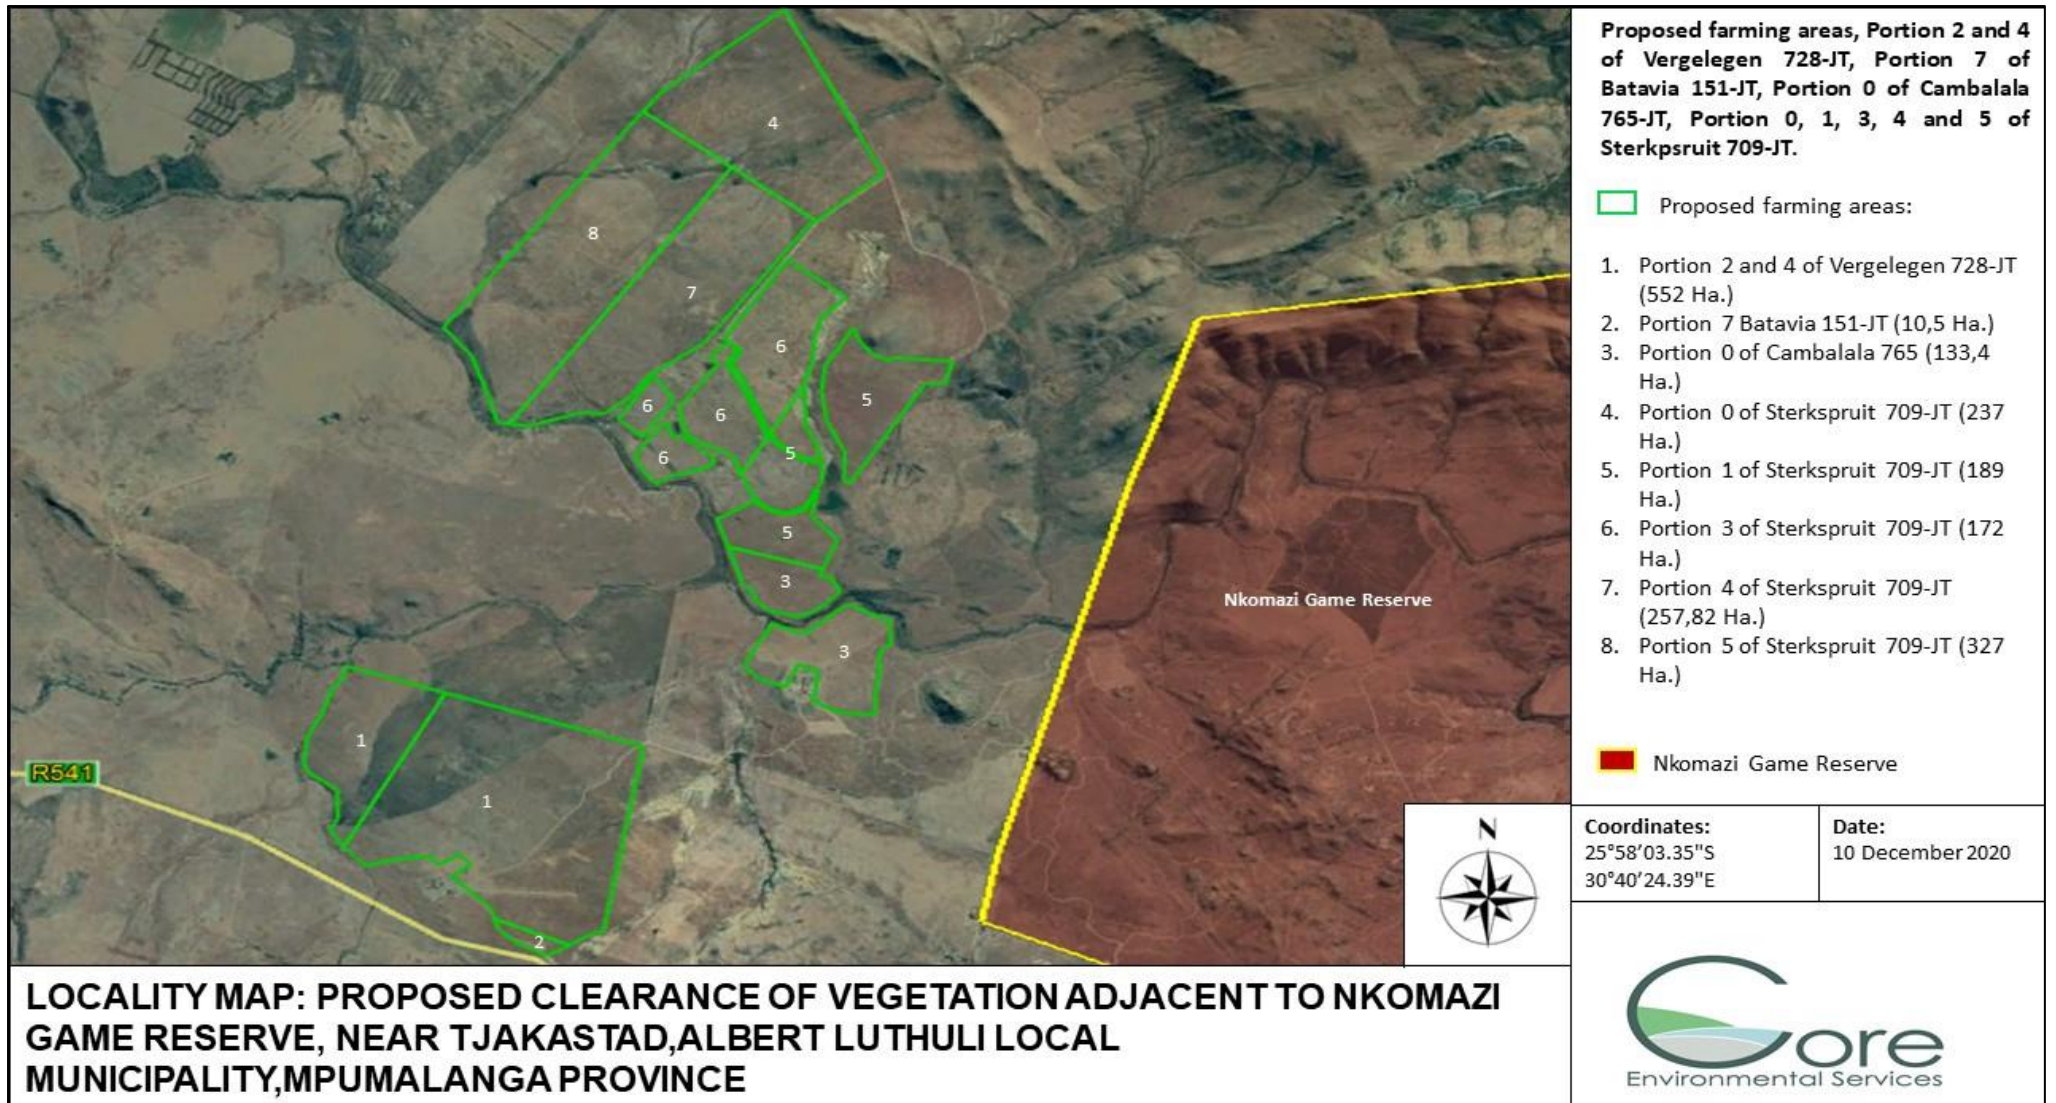 4
8
7
6
5
6
6
5
6
5
3
3
Nkomazi Game Reserve
1
R541
1
2
N
Proposed farming areas, Portion 2 and 4
of Vergelegen 728-JT, Portion 7 of
Batavia 151-JT, Portion 0 of Cambalala
765-JT, Portion 0, 1, 3, 4 and 5 of
Sterkpsruit 709-JT.
Proposed farming areas:
1. Portion 2 and 4 of Vergelegen 728-JT
(552 Ha.)
2. Portion 7 Batavia 151-JT (10,5 Ha.)
3. Portion 0 of Cambalala 765 (133,4
Ha.)
4. Portion 0 of Sterkspruit 709-JT (237
Ha.)
5. Portion 1 of Sterkspruit 709-JT (189
Ha.)
6. Portion 3 of Sterkspruit 709-JT (172
Ha.)
7. Portion 4 of Sterkspruit 709-JT
(257,82 Ha.)
8. Portion 5 of Sterkspruit 709-JT (327
Ha.)
Nkomazi Game Reserve
Coordinates:
25°58'03.35"S
30°40'24.39"E
Date:
10 December 2020
LOCALITY MAP: PROPOSED CLEARANCE OF VEGETATION ADJACENT TO NKOMAZI
GAME RESERVE, NEAR TJAKASTAD,ALBERT LUTHULI LOCAL
MUNICIPALITY,MPUMALANGA PROVINCE
Core
Environmental Services